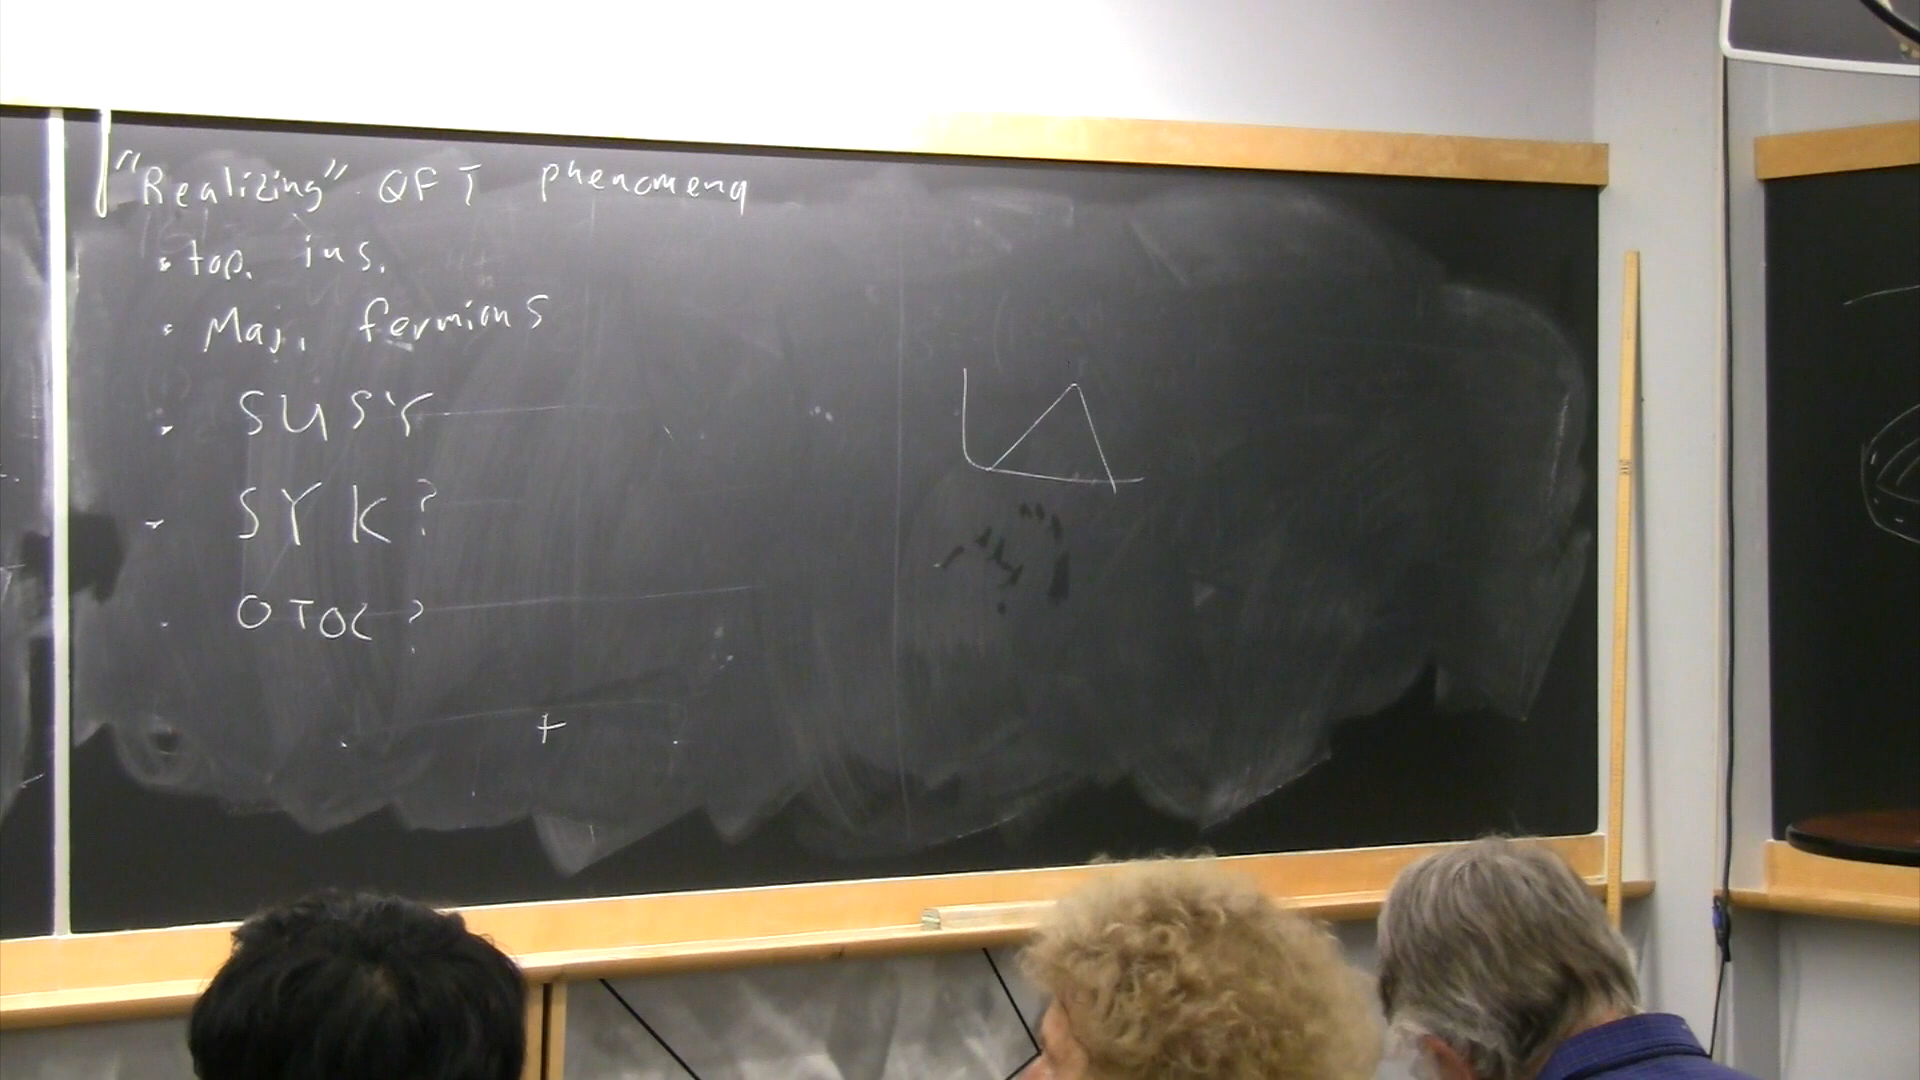 "Realizing" QFT phenomena
· top. ins.
· Maj. fermions
· SUSY
· SYK?
· OTOC?
+